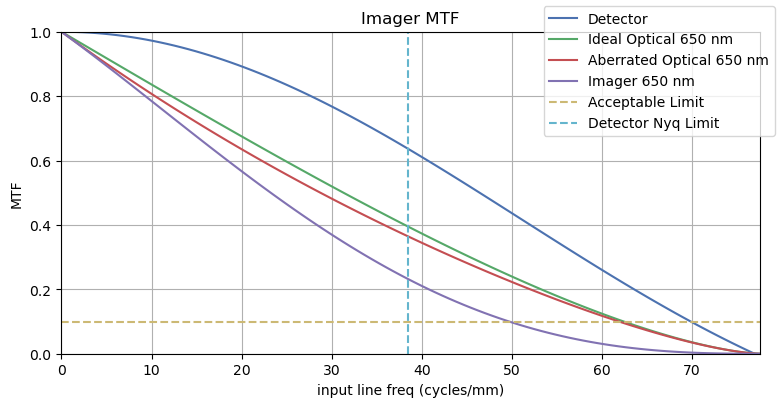 Imager MTF
Detector
Ideal Optical 650 nm
Aberrated Optical 650 nm
Imager 650 nm
Acceptable Limit
Detector Nyq Limit
MTF
1.0
0.8
0.6
0.4
0.2
0.0
0 10 20 30 40 50 60 70
input line freq (cycles/mm)